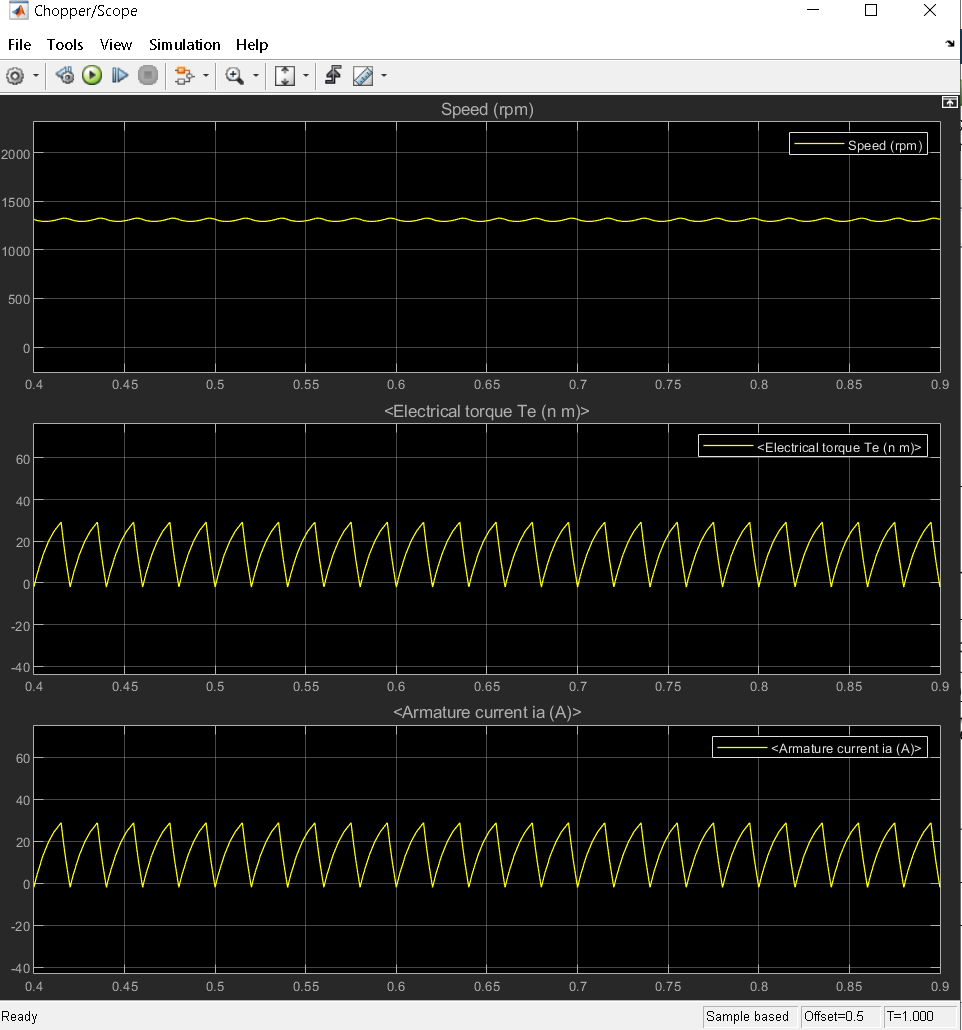 Chopper/Scope
File Tools View Simulation Help
Speed (rpm)
Speed (rpm)
2000
1500
1000
500
0
0.4 0.45 0.5 0.55 0.6 0.65 0.7 0.75 0.8 0.85 0.9
<Electrical torque Te (n m)>
<Electrical torque Te (n m)>
60
40
20
0
-20
-40
0.4 0.45 0.5 0.55 0.6 0.65 0.7 0.75 0.8 0.85 0.9
<Armature current ia (A)>
<Armature current ia (A)>
60
40
20
0
-20
-40
0.4 0.45 0.5 0.55 0.6 0.65 0.7 0.75 0.8 0.85 0.9
Ready Sample based Offset=0.5 T=1.000